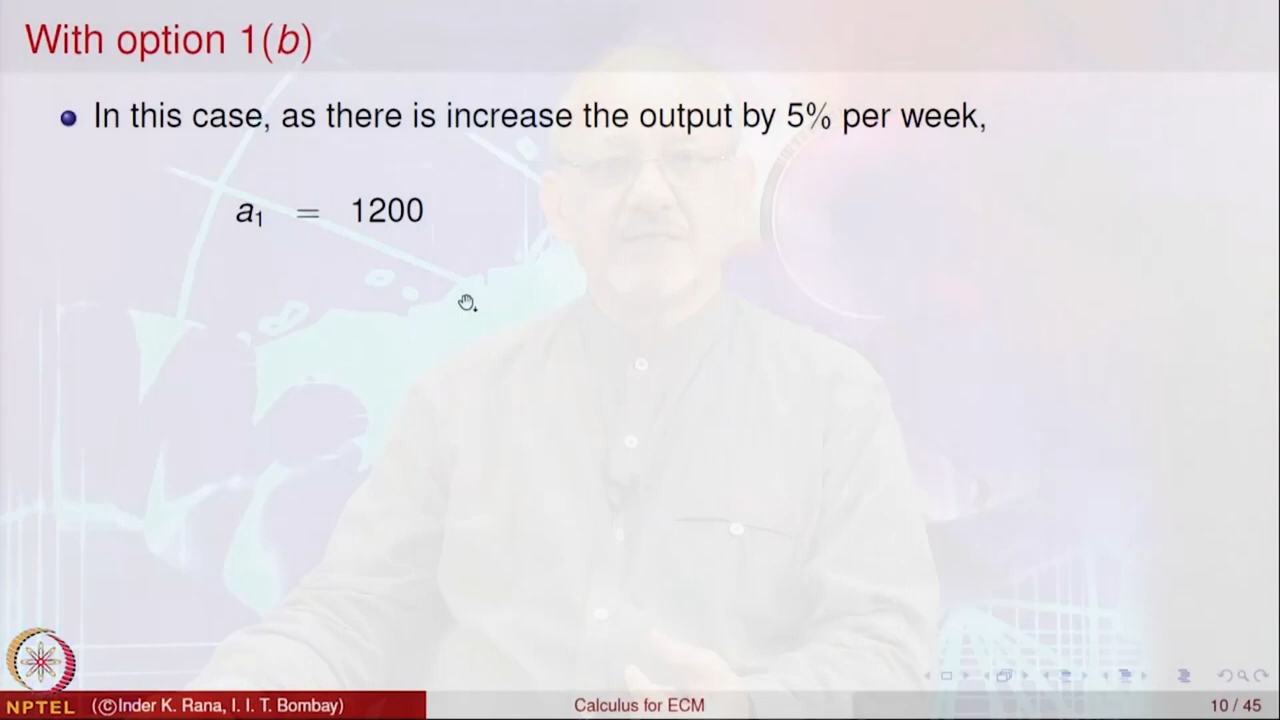 With option 1(b)
In this case, as there is increase the output by 5% per week,
a₁ = 1200
NPTEL (©Inder K. Rana, I. I. T. Bombay) Calculus for ECM 10 / 45